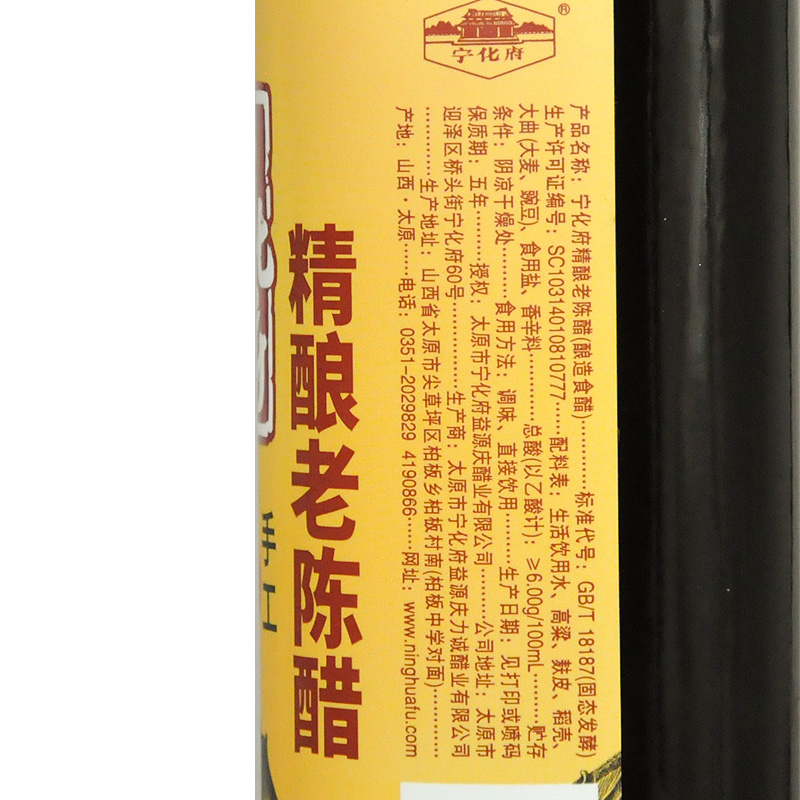 宁化府
®
产品名称：宁化府精酿老陈醋(酿造食醋)…………标准代号：GB/T 18187(固态发酵)
生产许可证编号：SC10314010810777……配料表：生活饮用水、高粱、麸皮、稻壳、
大曲(大麦、豌豆)、食用盐、香辛料…………总酸(以乙酸计)：≥6.00g/100mL………贮存
条件：阴凉干燥处………食用方法：调味、直接饮用………生产日期：见打印或喷码
保质期：五年………授权：太原市宁化府益源庆醋业有限公司………公司地址：太原市
迎泽区桥头街宁化府60号……………生产商：太原市宁化府益源庆力诚醋业有限公司
…………生产地址：山西省太原市尖草坪区柏板乡柏板村南(柏板中学对面)…………
产地：山西·太原……电话：0351-2029829 4190866……网址：www.ninghuafu.com
精酿老陈醋
手工